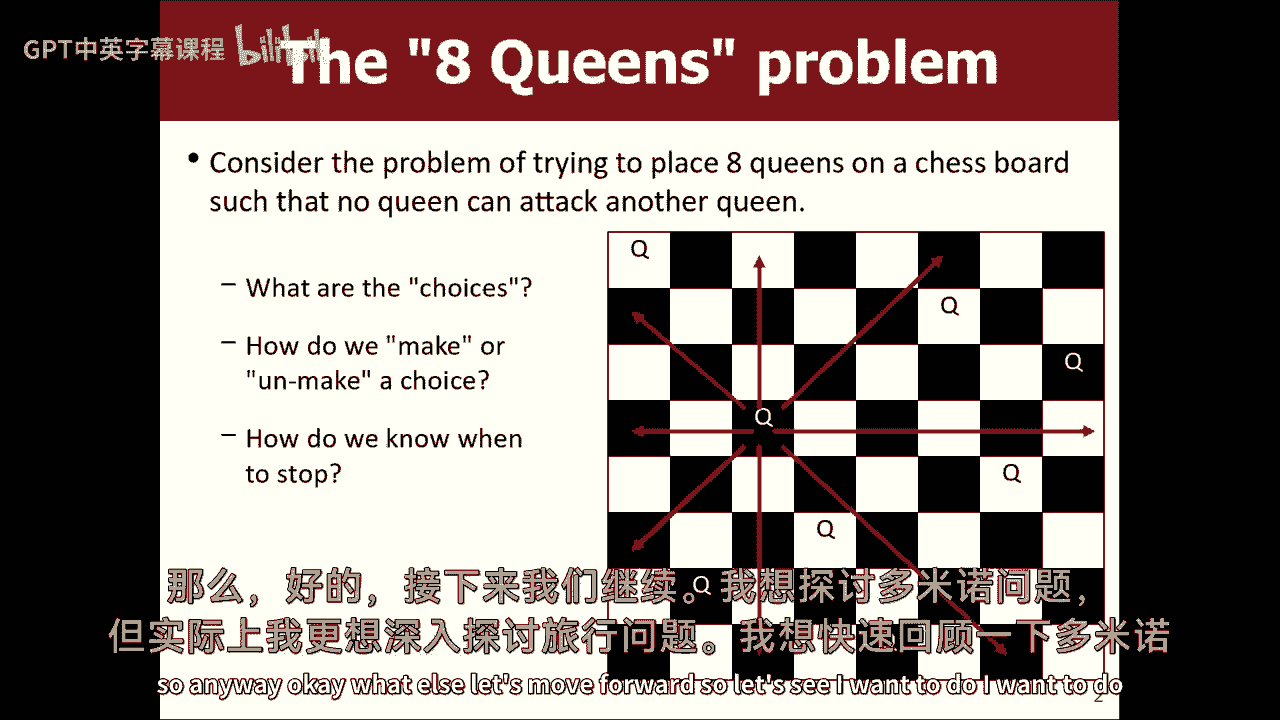 GPT中英字幕课程 bilibili
The "8 Queens" problem
• Consider the problem of trying to place 8 queens on a chess board
such that no queen can attack another queen.
– What are the "choices"?
– How do we "make" or
"un-make" a choice?
– How do we know when
to stop?
Q
Q
Q
Q
Q
Q
Q
那么，好的，接下来我们继续。我想探讨多米诺问题，
但实际上我更想深入探讨旅行问题。我想快速回顾一下多米诺
so anyway okay what else let's move forward so let's see I want to do I want to do
2